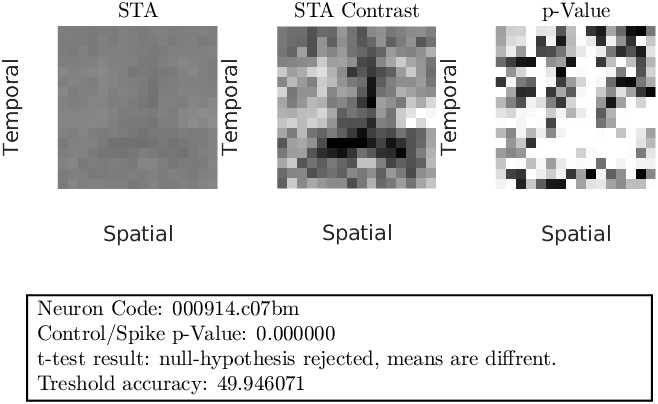 STA
STA Contrast
p-Value
Temporal
Temporal
Temporal
Spatial
Spatial
Spatial
Neuron Code: 000914.c07bm
Control/Spike p-Value: 0.000000
t-test result: null-hypothesis rejected, means are diffrent.
Treshold accuracy: 49.946071